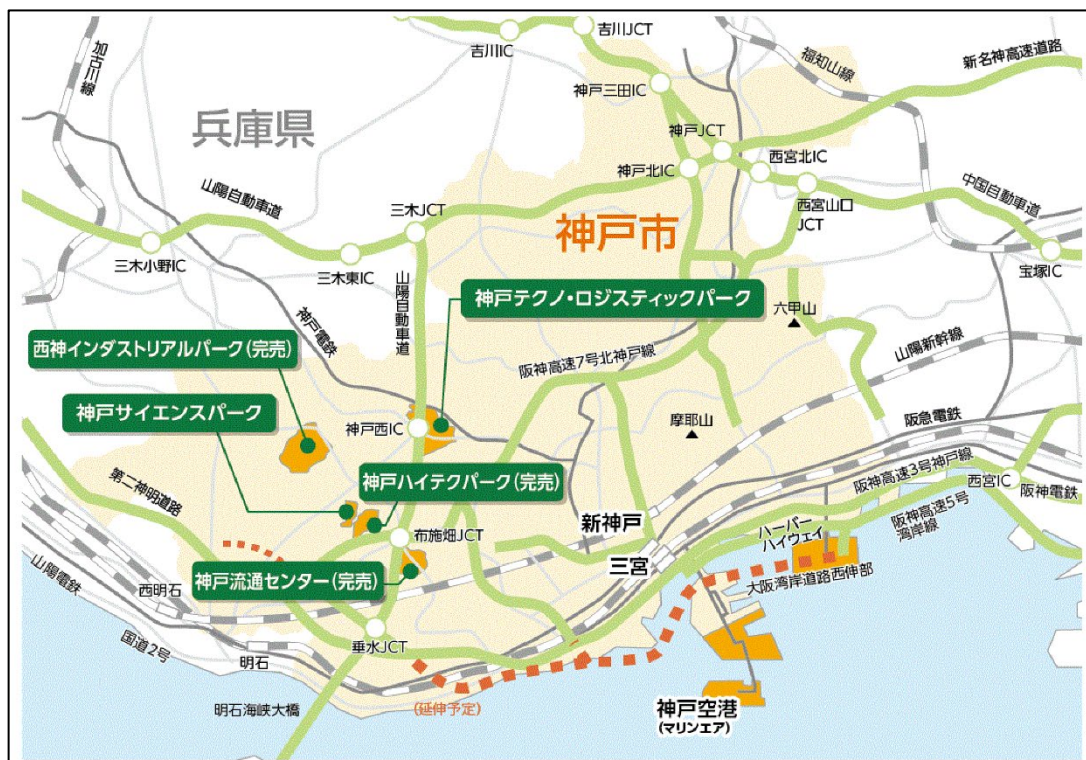 吉川JCT
吉川IC
加古川線
福知山線
新名神高速道路
神戸三田IC
兵庫県
神戸JCT
西宮北IC
神戸北IC
中国自動車道
山陽自動車道
三木JCT
西宮山口
JCT
神戸市
三木小野IC
三木東IC
宝塚IC
山陽自動車道
神戸テクノ・ロジスティックパーク
神戸電鉄
六甲山
西神インダストリアルパーク(完売)
阪神高速7号北神戸線
山陽新幹線
神戸サイエンスパーク
神戸西IC
摩耶山
阪急電鉄
第二神明道路
神戸ハイテクパーク(完売)
阪神高速3号神戸線
西宮IC
阪神電鉄
新神戸
布施畑JCT
ハーバー
ハイウェイ
阪神高速5号
湾岸線
三宮
山陽電鉄
西明石
神戸流通センター(完売)
大阪湾岸道路西伸部
国道2号
垂水JCT
明石
明石海峡大橋
(延伸予定)
神戸空港
(マリンエア)